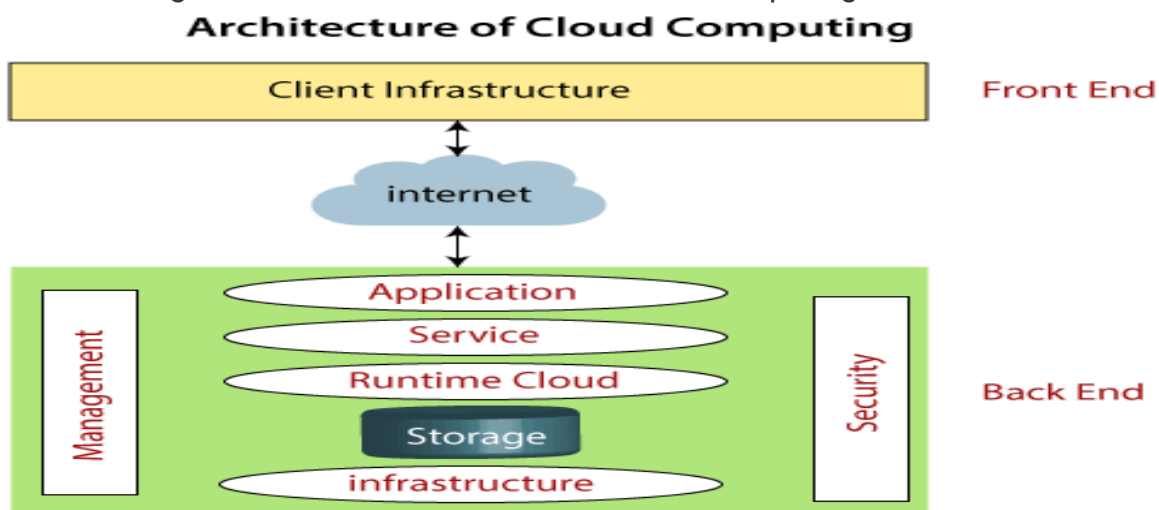 Architecture of Cloud Computing
Client Infrastructure
Front End
internet
Application
Service
Runtime Cloud
Storage
infrastructure
Management
Security
Back End